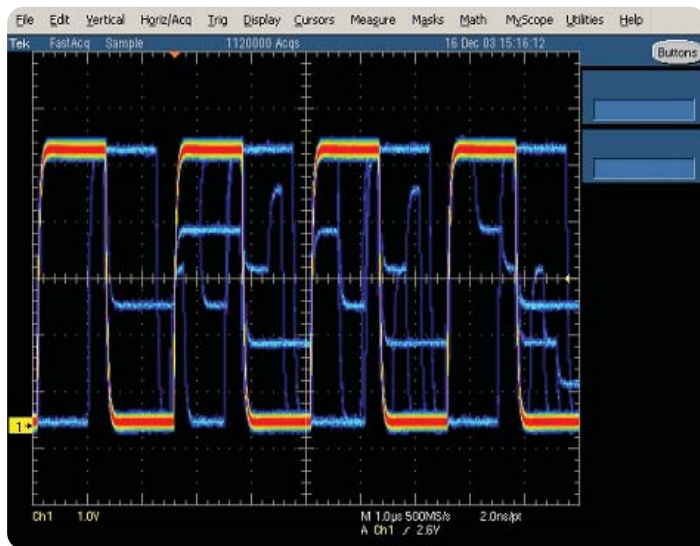 File Edit Vertical Horiz/Acq Trig Display Cursors Measure Masks Math MyScope Utilities Help
Tek FastAcq Sample 1120000 Acqs 16 Dec 03 15:16:12
Buttons
1
Ch1 1.0V M 1.0µs 500MS/s 2.0ns/pt
A Ch1 ∫ 2.6V